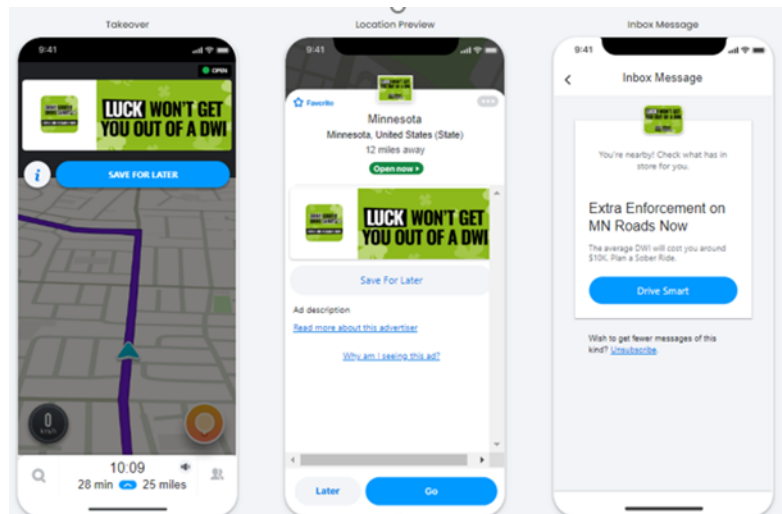 Takeover
9:41
OPEN
LUCK WON'T GET
YOU OUT OF A DWI
i
SAVE FOR LATER
0
km/h
10:09
28 min 25 miles
Location Preview
9:41
Favorite
Minnesota
Minnesota, United States (State)
12 miles away
Open now
LUCK WON'T GET
YOU OUT OF A DWI
Save For Later
Ad description
Read more about this advertiser
Why am I seeing this ad?
Later
Go
Inbox Message
9:41
Inbox Message
You're nearby! Check what has in
store for you.
Extra Enforcement on
MN Roads Now
The average DWI will cost you around
$10K. Plan a Sober Ride.
Drive Smart
Wish to get fewer messages of this
kind? Unsubscribe.